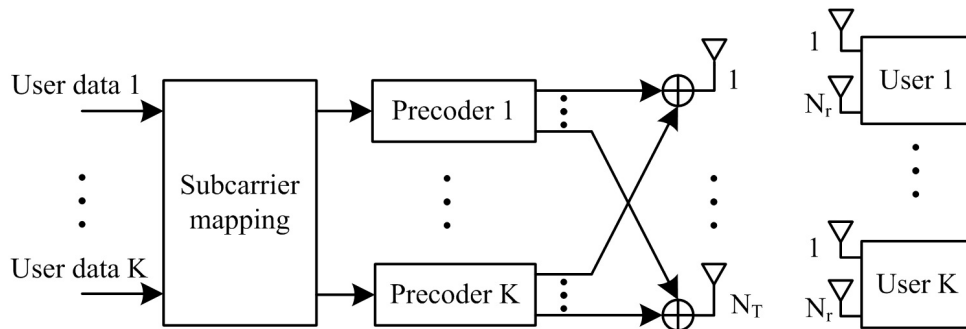 User data 1
User data K
Subcarrier
mapping
Precoder 1
Precoder K
1
N_T
1
N_r
User 1
1
N_r
User K